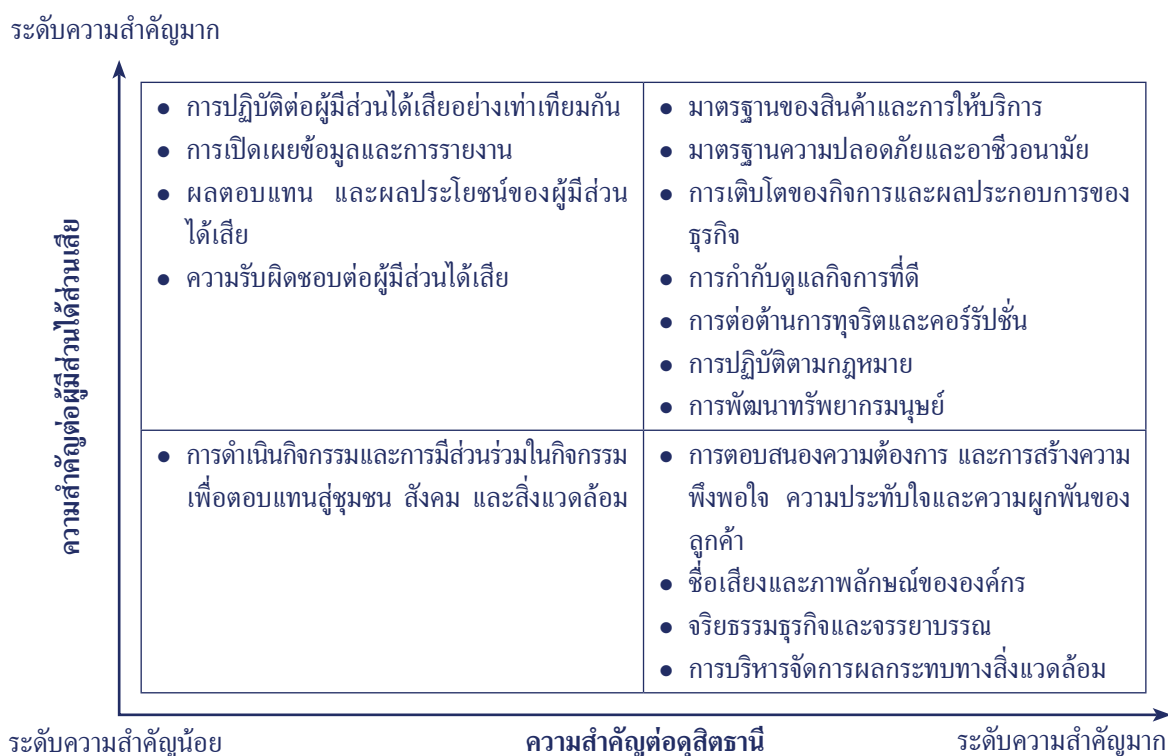 ระดับความสำคัญมาก
ความสำคัญต่อผู้มีส่วนได้ส่วนเสีย
● การปฏิบัติต่อผู้มีส่วนได้เสียอย่างเท่าเทียมกัน
● การเปิดเผยข้อมูลและการรายงาน
● ผลตอบแทน และผลประโยชน์ของผู้มีส่วน
ได้เสีย
● ความรับผิดชอบต่อผู้มีส่วนได้เสีย
● มาตรฐานของสินค้าและการให้บริการ
● มาตรฐานความปลอดภัยและอาชีวอนามัย
● การเติบโตของกิจการและผลประกอบการของ
ธุรกิจ
● การกำกับดูแลกิจการที่ดี
● การต่อต้านการทุจริตและคอร์รัปชั่น
● การปฏิบัติตามกฎหมาย
● การพัฒนาทรัพยากรมนุษย์
● การดำเนินกิจกรรมและการมีส่วนร่วมในกิจกรรม
เพื่อตอบแทนสู่ชุมชน สังคม และสิ่งแวดล้อม
● การตอบสนองความต้องการ และการสร้างความ
พึงพอใจ ความประทับใจและความผูกพันของ
ลูกค้า
● ชื่อเสียงและภาพลักษณ์ขององค์กร
● จริยธรรมธุรกิจและจรรยาบรรณ
● การบริหารจัดการผลกระทบทางสิ่งแวดล้อม
ระดับความสำคัญน้อย
ความสำคัญต่อดุสิตธานี
ระดับความสำคัญมาก